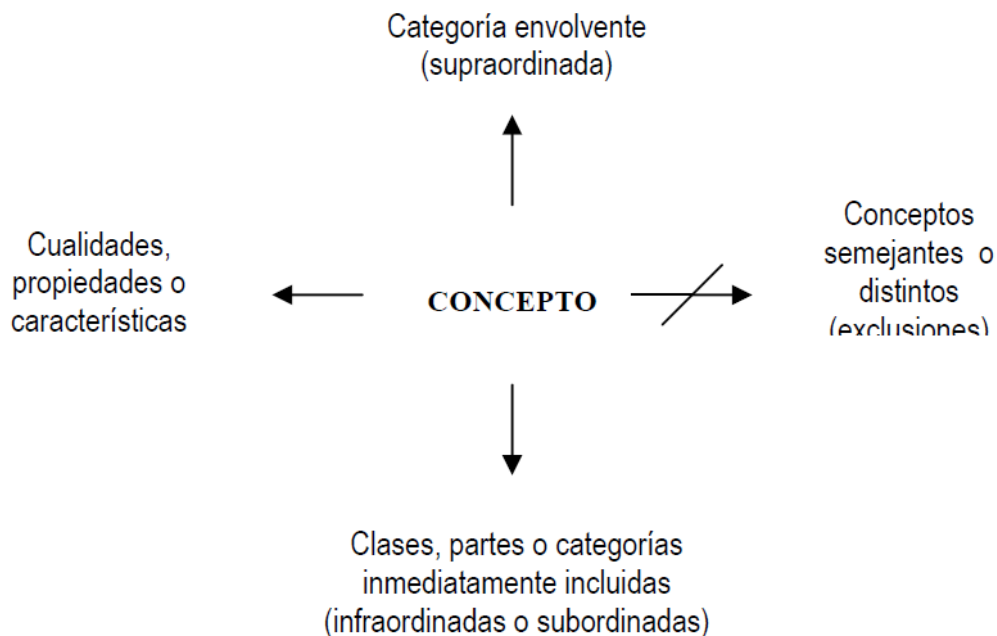 Categoría envolvente
(supraordinada)
Cualidades,
propiedades o
características
CONCEPTO
Conceptos
semejantes o
distintos
(exclusiones)
Clases, partes o categorías
inmediatamente incluidas
(infraordinadas o subordinadas)